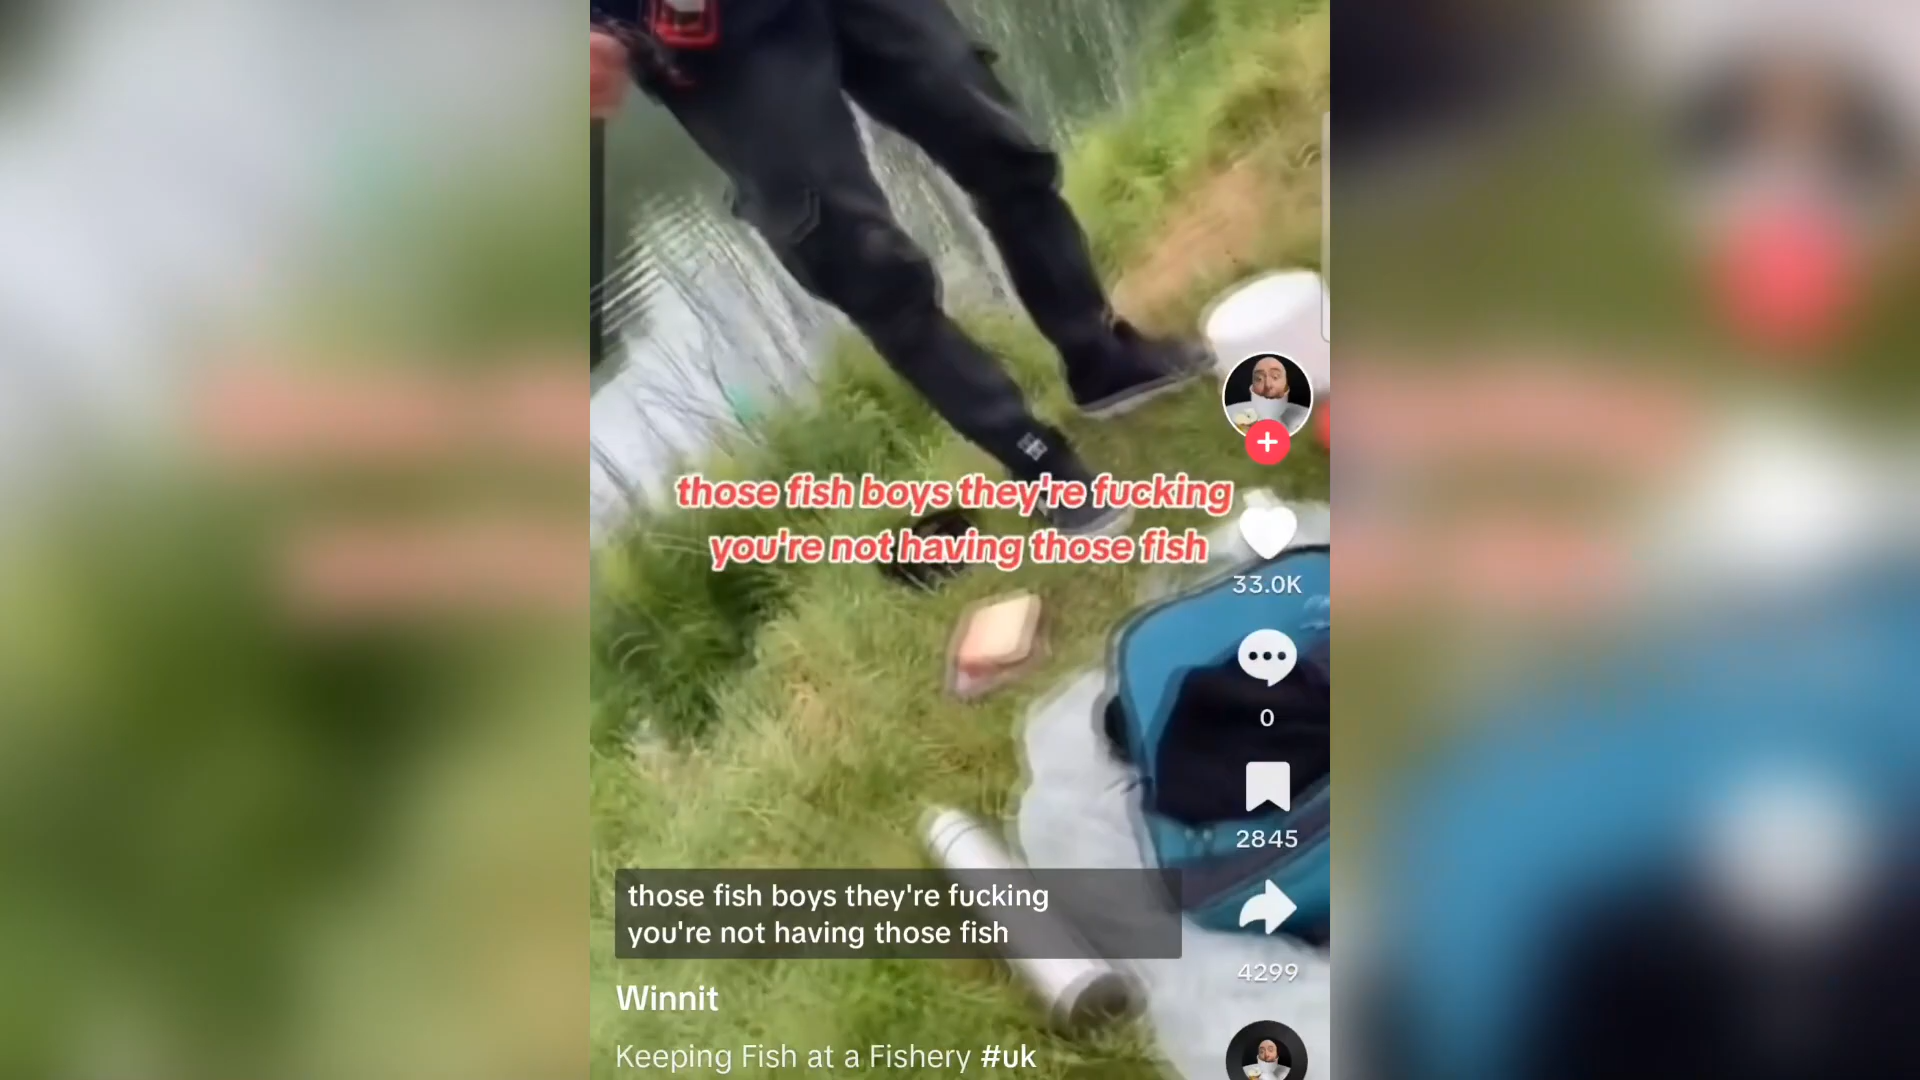 those fish boys they're fucking
you're not having those fish
33.0K
0
2845
those fish boys they're fucking
you're not having those fish
4299
Winnit
Keeping Fish at a Fishery #uk